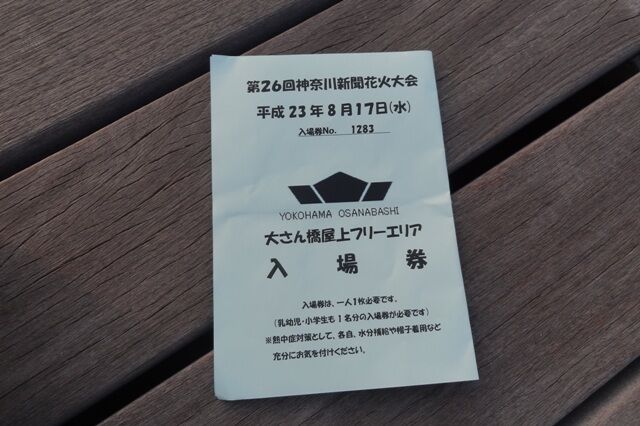 第26回神奈川新聞花火大会
平成23年8月17日(水)
入場券No. 1283
YOKOHAMA OSANABASHI
大さん橋屋上フリーエリア
入場券
入場券は、一人1枚必要です。
(乳幼児・小学生も1名分の入場券が必要です)
※熱中症対策として、各自、水分補給や帽子着用など
充分にお気を付けください。